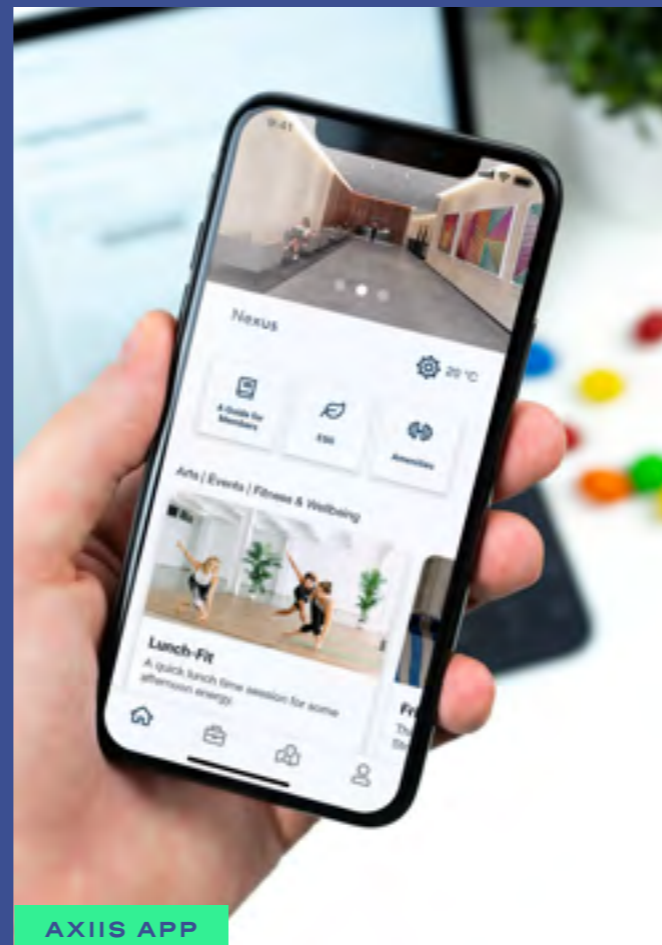 9:41
Nexus
20 °C
A Guide for
Members
ESG
Amenities
Arts | Events | Fitness & Wellbeing
Lunch-Fit
A quick lunch time session for some
afternoon energy.
AXIIS APP